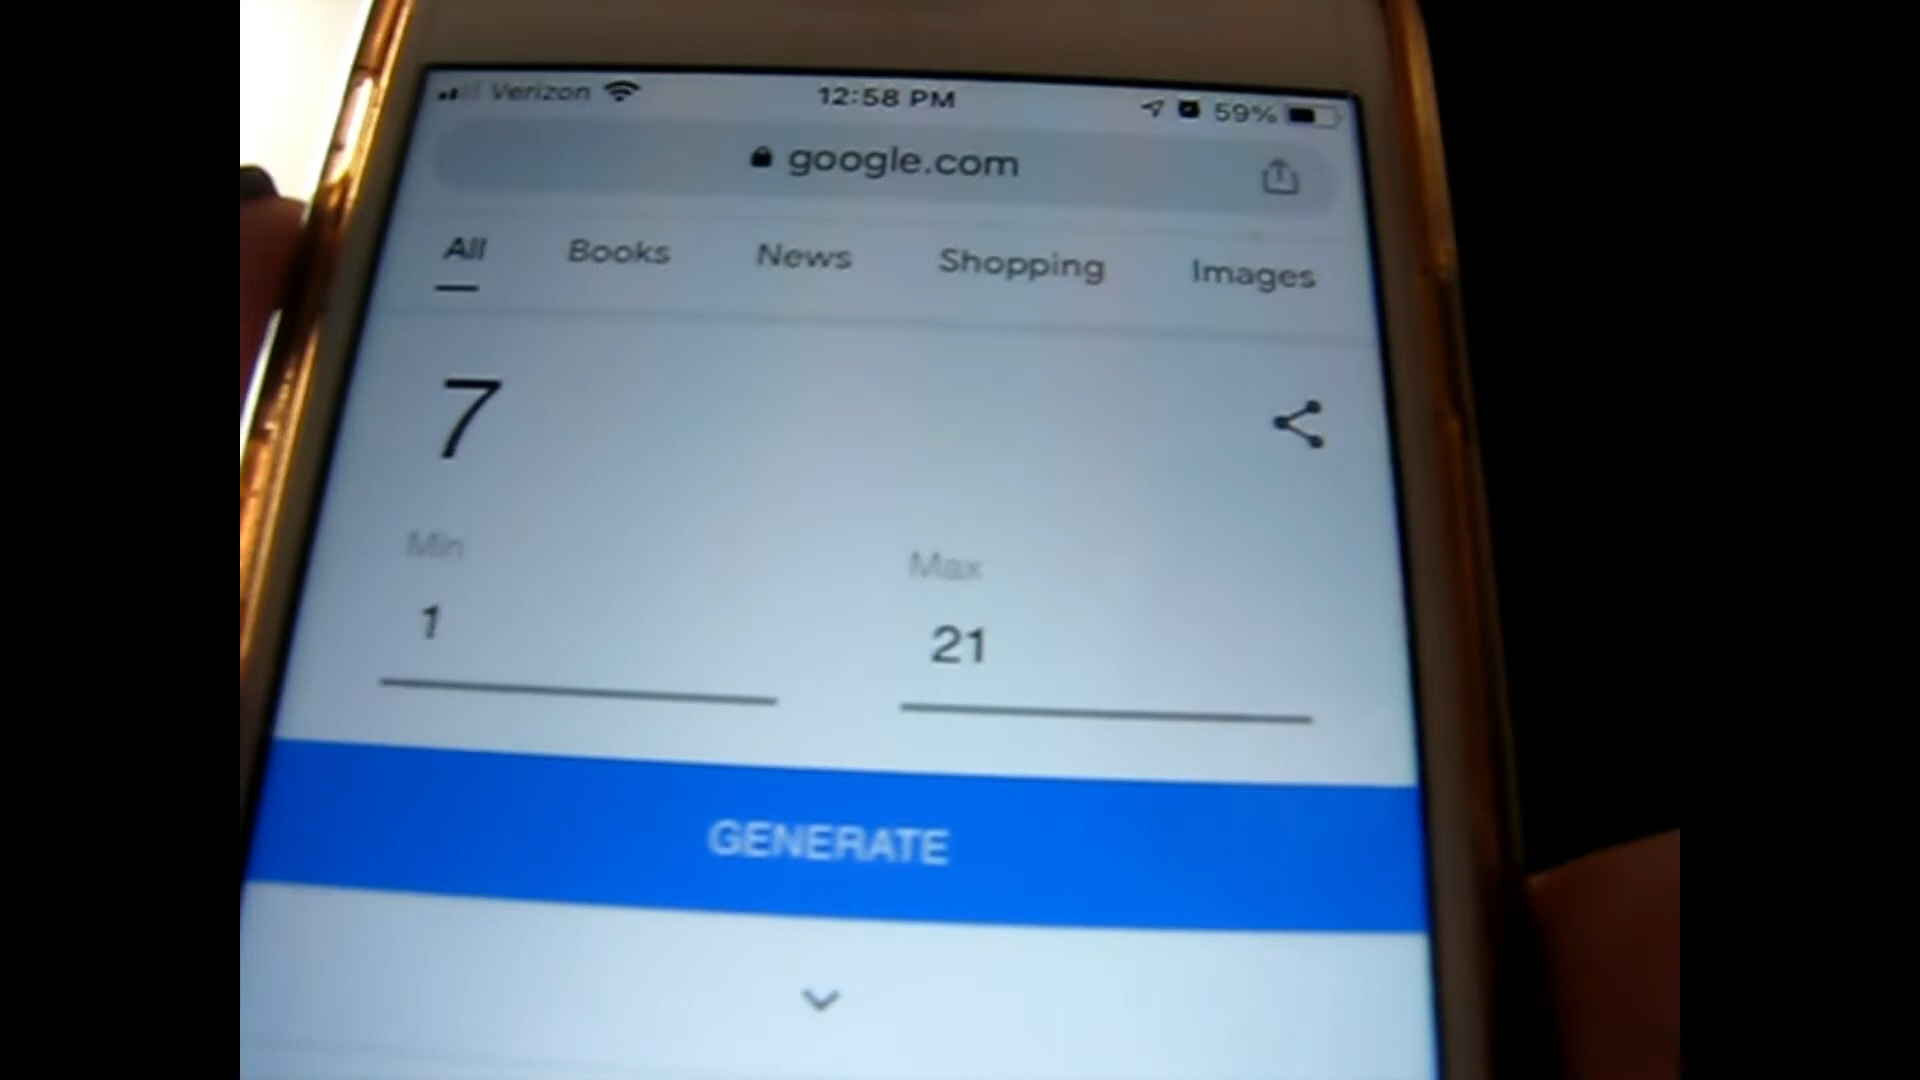 Verizon 12:58 PM 59%
google.com
All Books News Shopping Images
7
Min Max
1 21
GENERATE